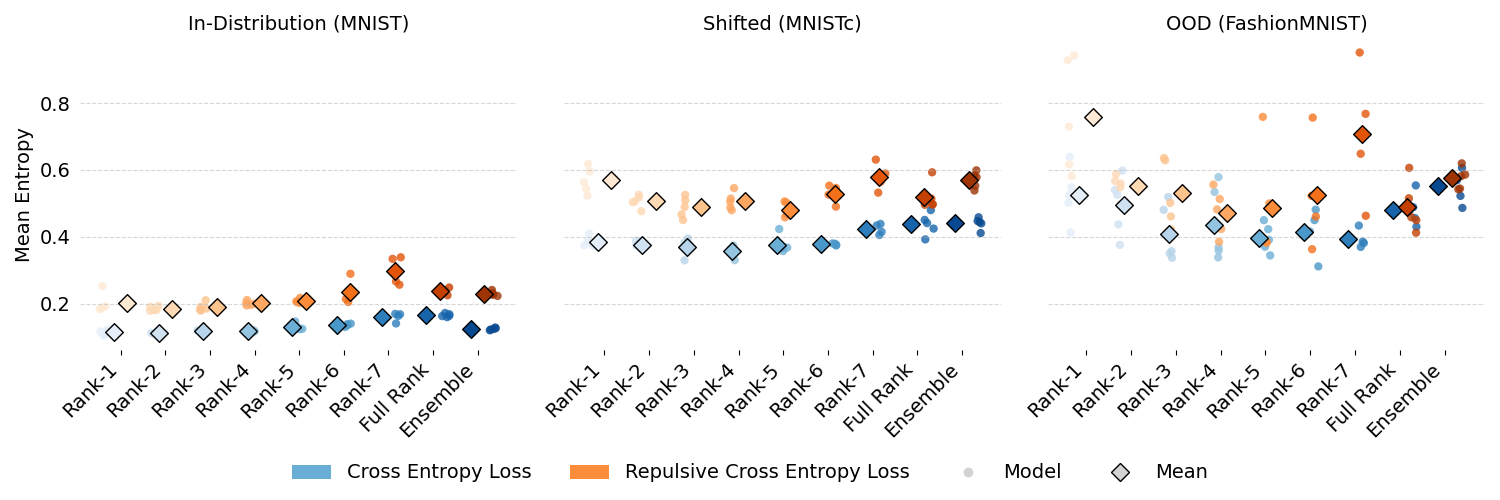 In-Distribution (MNIST)
Shifted (MNISTc)
OOD (FashionMNIST)
Mean Entropy
0.8
0.6
0.4
0.2
Rank-1
Rank-2
Rank-3
Rank-4
Rank-5
Rank-6
Rank-7
Full Rank
Ensemble
Rank-1
Rank-2
Rank-3
Rank-4
Rank-5
Rank-6
Rank-7
Full Rank
Ensemble
Rank-1
Rank-2
Rank-3
Rank-4
Rank-5
Rank-6
Rank-7
Full Rank
Ensemble
Cross Entropy Loss
Repulsive Cross Entropy Loss
Model
Mean